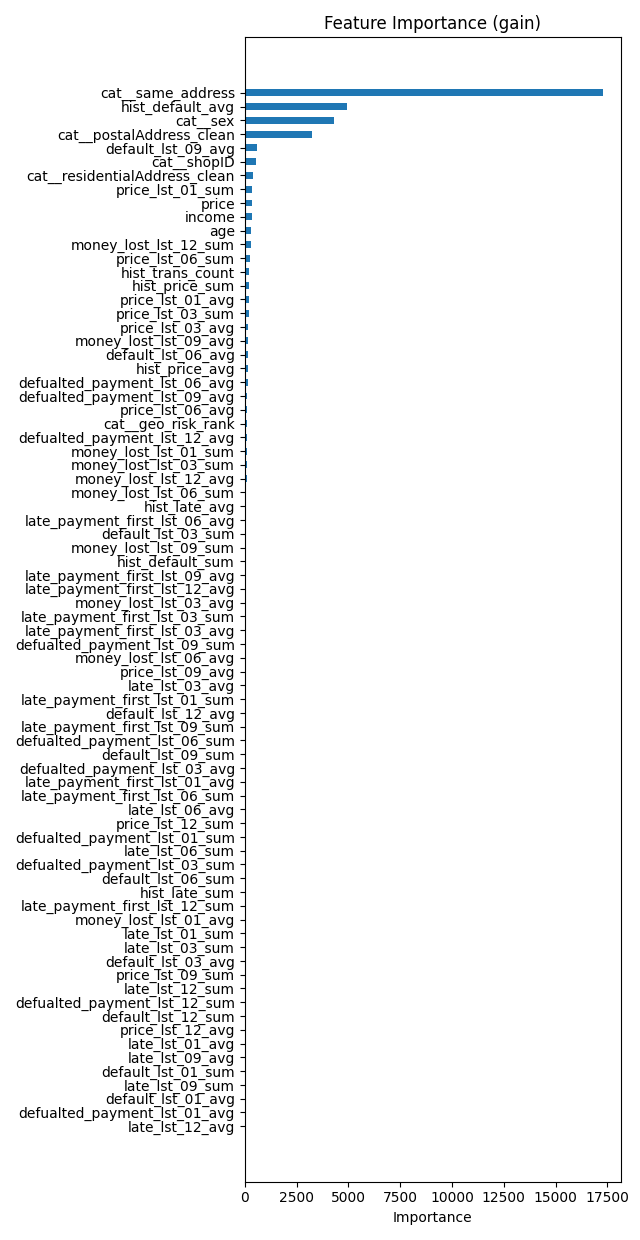 Feature Importance (gain)
cat__same_address
hist_default_avg
cat__sex
cat__postalAddress_clean
default_lst_09_avg
cat__shopID
cat__residentialAddress_clean
price_lst_01_sum
price
income
age
money_lost_lst_12_sum
price_lst_06_sum
hist_trans_count
hist_price_sum
price_lst_01_avg
price_lst_03_sum
price_lst_03_avg
money_lost_lst_09_avg
default_lst_06_avg
hist_price_avg
defualted_payment_lst_06_avg
defualted_payment_lst_09_avg
price_lst_06_avg
cat__geo_risk_rank
defualted_payment_lst_12_avg
money_lost_lst_01_sum
money_lost_lst_03_sum
money_lost_lst_12_avg
money_lost_lst_06_sum
hist_late_avg
late_payment_first_lst_06_avg
default_lst_03_sum
money_lost_lst_09_sum
hist_default_sum
late_payment_first_lst_09_avg
late_payment_first_lst_12_avg
money_lost_lst_03_avg
late_payment_first_lst_03_sum
late_payment_first_lst_03_avg
defualted_payment_lst_09_sum
money_lost_lst_06_avg
price_lst_09_avg
late_lst_03_avg
late_payment_first_lst_01_sum
default_lst_12_avg
late_payment_first_lst_09_sum
defualted_payment_lst_06_sum
default_lst_09_sum
defualted_payment_lst_03_avg
late_payment_first_lst_01_avg
late_payment_first_lst_06_sum
late_lst_06_avg
price_lst_12_sum
defualted_payment_lst_01_sum
late_lst_06_sum
defualted_payment_lst_03_sum
default_lst_06_sum
hist_late_sum
late_payment_first_lst_12_sum
money_lost_lst_01_avg
late_lst_01_sum
late_lst_03_sum
default_lst_03_avg
price_lst_09_sum
late_lst_12_sum
defualted_payment_lst_12_sum
default_lst_12_sum
price_lst_12_avg
late_lst_01_avg
late_lst_09_avg
default_lst_01_sum
late_lst_09_sum
default_lst_01_avg
defualted_payment_lst_01_avg
late_lst_12_avg
0 2500 5000 7500 10000 12500 15000 17500
Importance